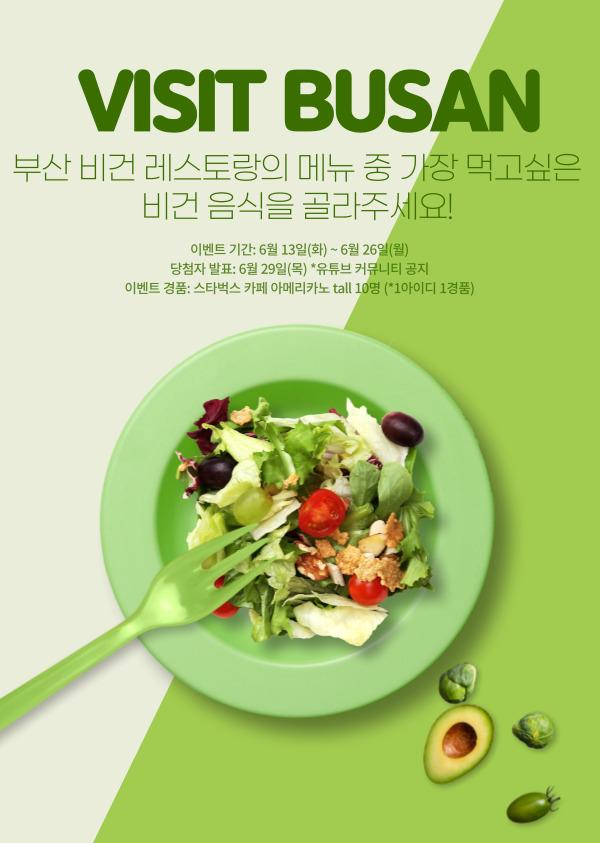 VISIT BUSAN
부산 비건 레스토랑의 메뉴 중 가장 먹고싶은
비건 음식을 골라주세요!
이벤트 기간: 6월 13일(화) ~ 6월 26일(월)
당첨자 발표: 6월 29일(목) *유튜브 커뮤니티 공지
이벤트 경품: 스타벅스 카페 아메리카노 tall 10명 (*1아이디 1경품)